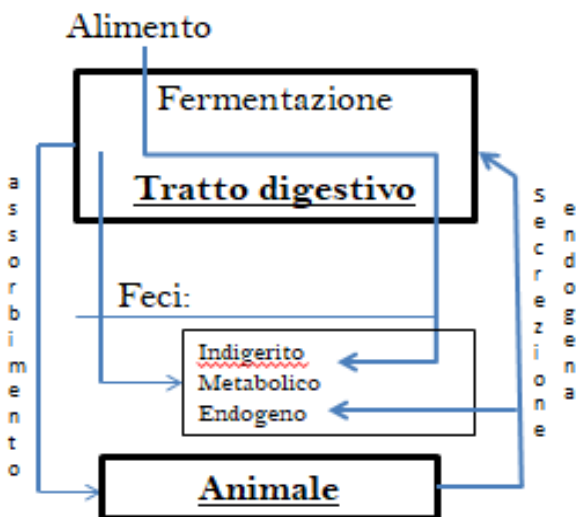 Alimento
Fermentazione
Tratto digestivo
assorbimento
Secrezione
endogena
Feci:
Indigerito
Metabolico
Endogeno
Animale